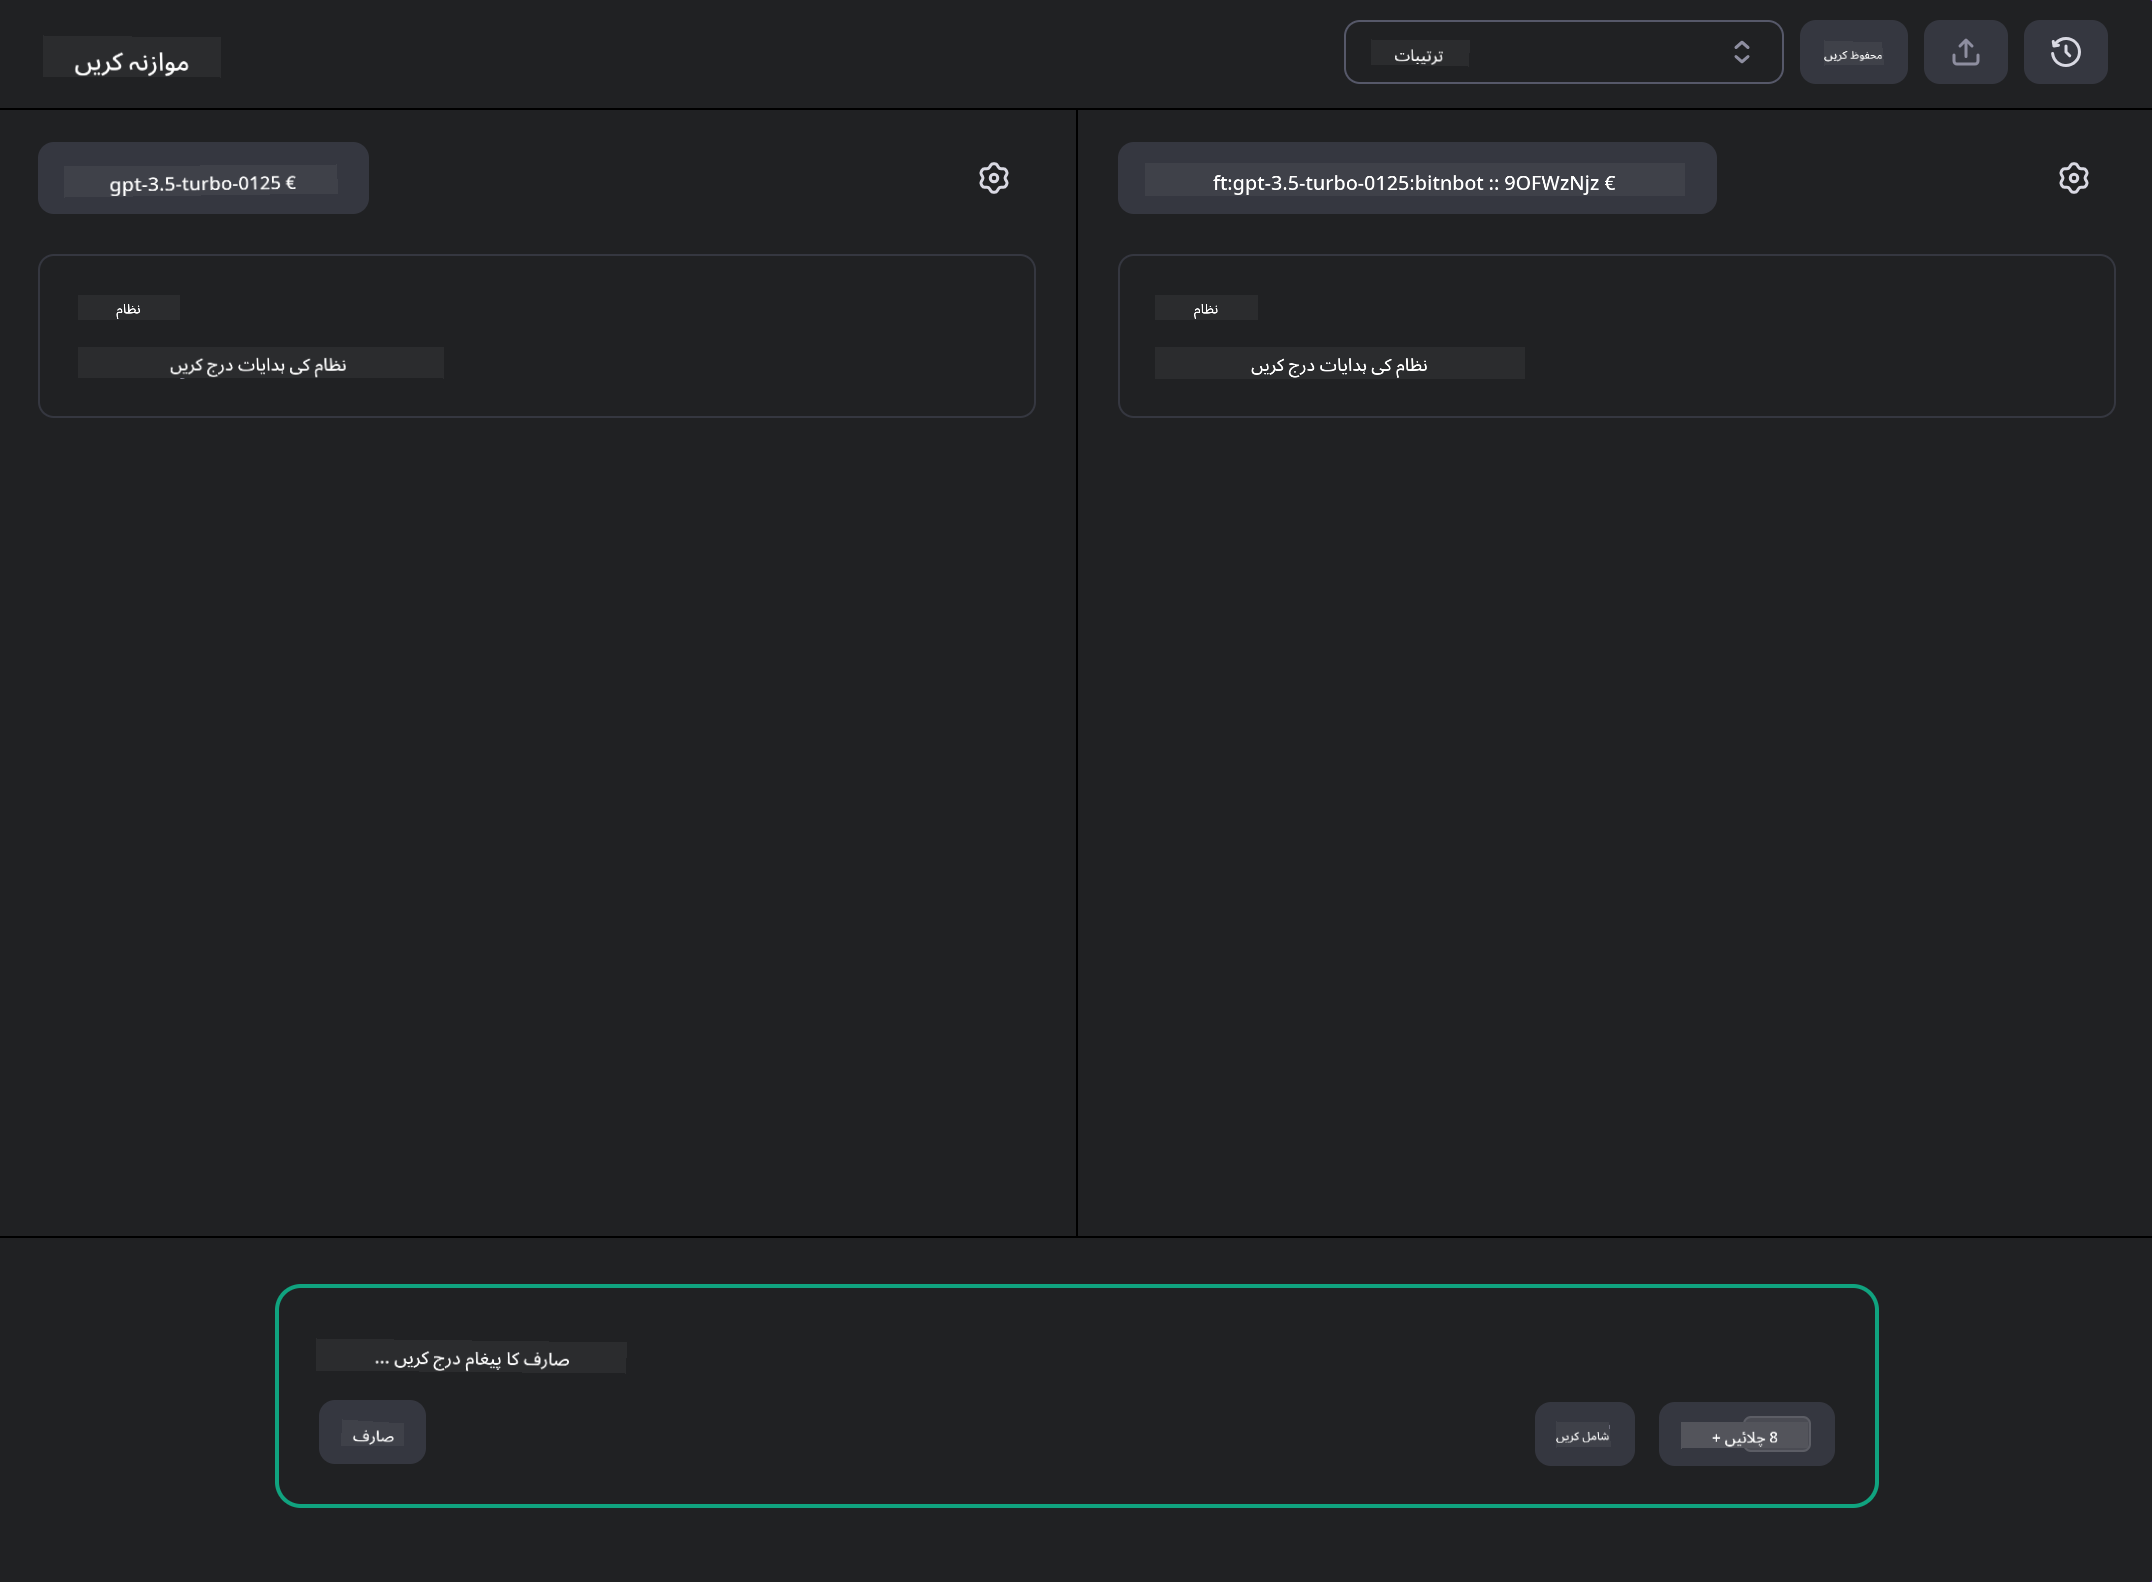 موازنہ کریں
ترتیبات
محفوظ کریں
gpt-3.5-turbo-0125 €
ft:gpt-3.5-turbo-0125:bitnbot :: 9OFWzNjz €
نظام
نظام کی ہدایات درج کریں
نظام
نظام کی ہدایات درج کریں
صارف کا پیغام درج کریں ...
صارف
شامل کریں
8 چلائیں +